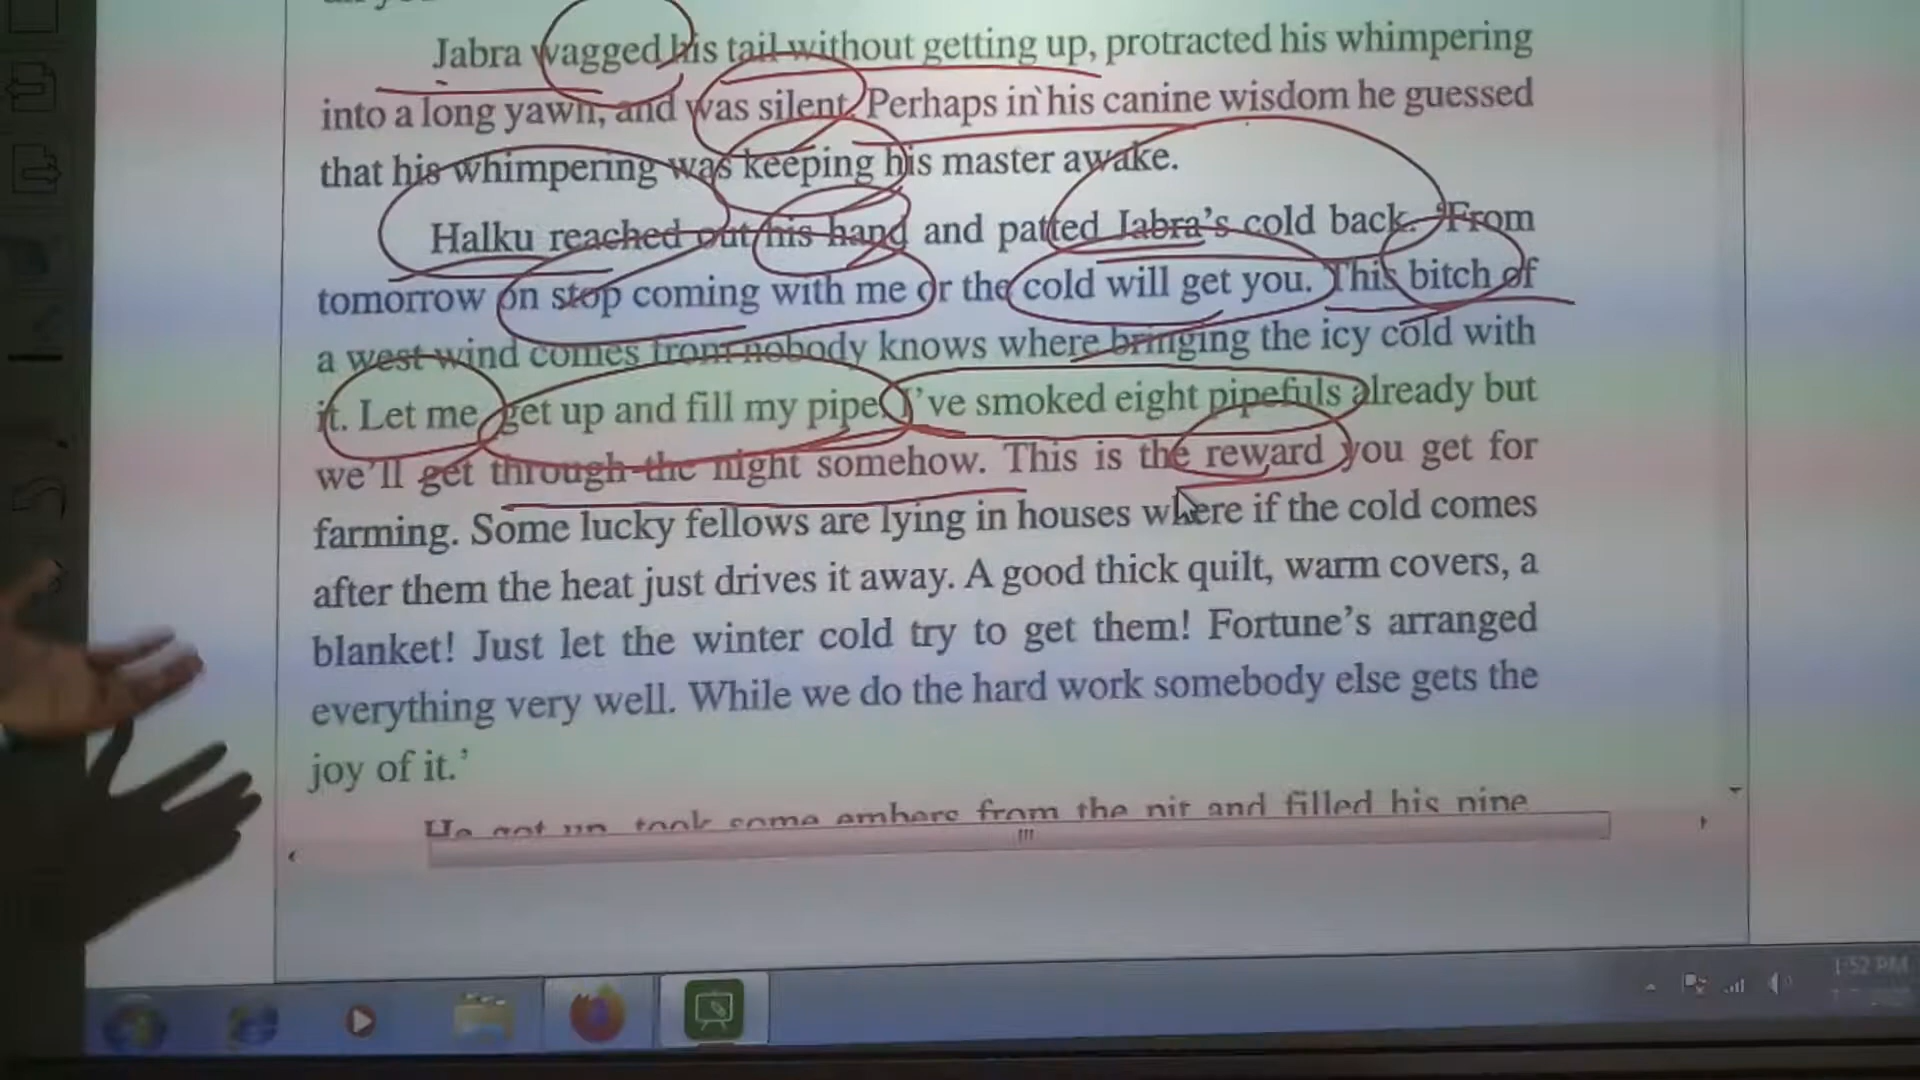 Jabra wagged his tail without getting up, protracted his whimpering
into a long yawn, and was silent. Perhaps in his canine wisdom he guessed
that his whimpering was keeping his master awake.
Halku reached out his hand and patted Jabra's cold back. 'From
tomorrow on stop coming with me or the cold will get you. This bitch of
a west wind comes from nobody knows where bringing the icy cold with
it. Let me get up and fill my pipe. I've smoked eight pipefuls already but
we'll get through the night somehow. This is the reward you get for
farming. Some lucky fellows are lying in houses where if the cold comes
after them the heat just drives it away. A good thick quilt, warm covers, a
blanket! Just let the winter cold try to get them! Fortune's arranged
everything very well. While we do the hard work somebody else gets the
joy of it.'
He got up, took some embers from the pit and filled his pipe
1:52 PM